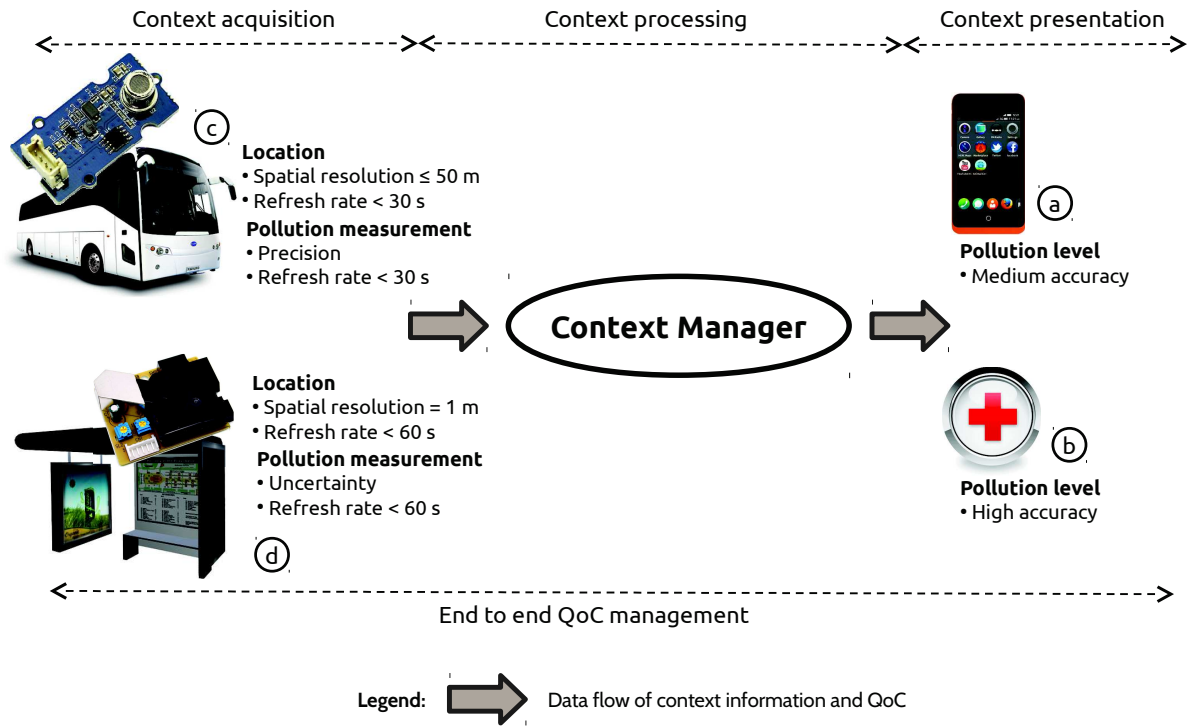 Context acquisition
Context processing
Context presentation
c
Location
• Spatial resolution ≤ 50 m
• Refresh rate < 30 s
Pollution measurement
• Precision
• Refresh rate < 30 s
a
Pollution level
• Medium accuracy
Context Manager
Location
• Spatial resolution = 1 m
• Refresh rate < 60 s
Pollution measurement
• Uncertainty
• Refresh rate < 60 s
d
b
Pollution level
• High accuracy
End to end QoC management
Legend:
Data flow of context information and QoC